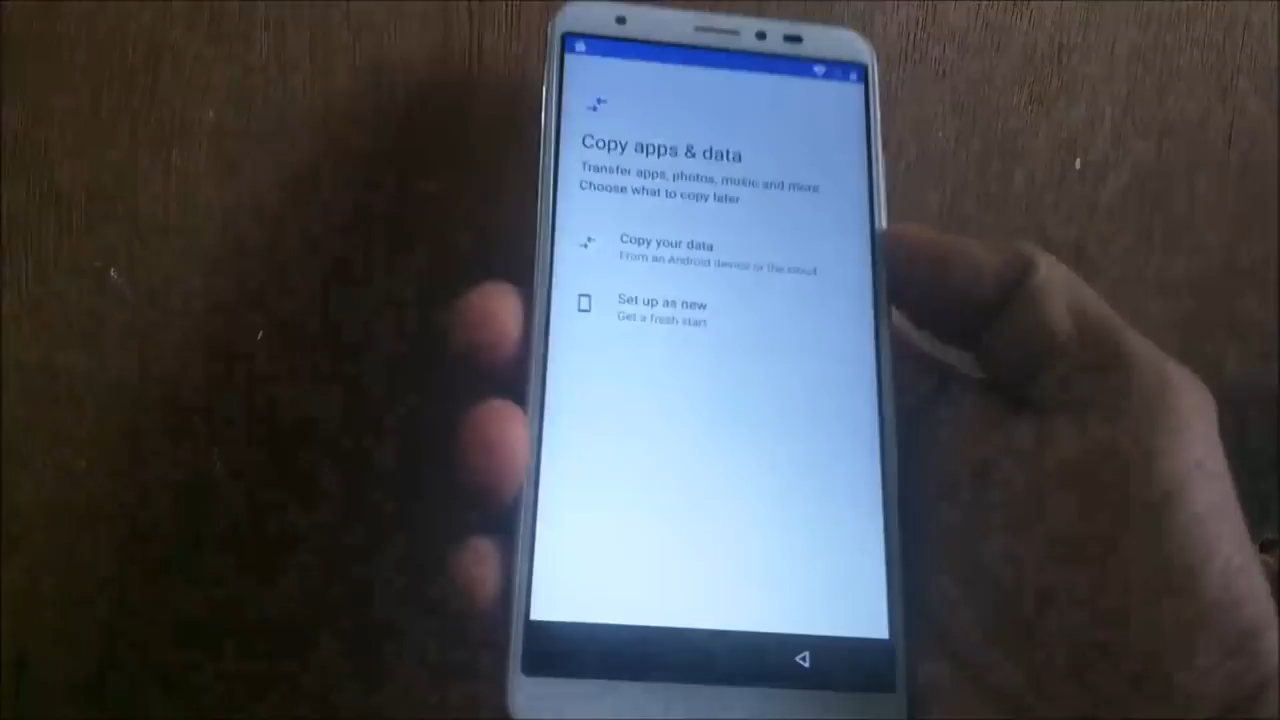 Copy apps & data
Transfer apps, photos, music and more
Choose what to copy later
Copy your data
From an Android device or the cloud
Set up as new
Get a fresh start